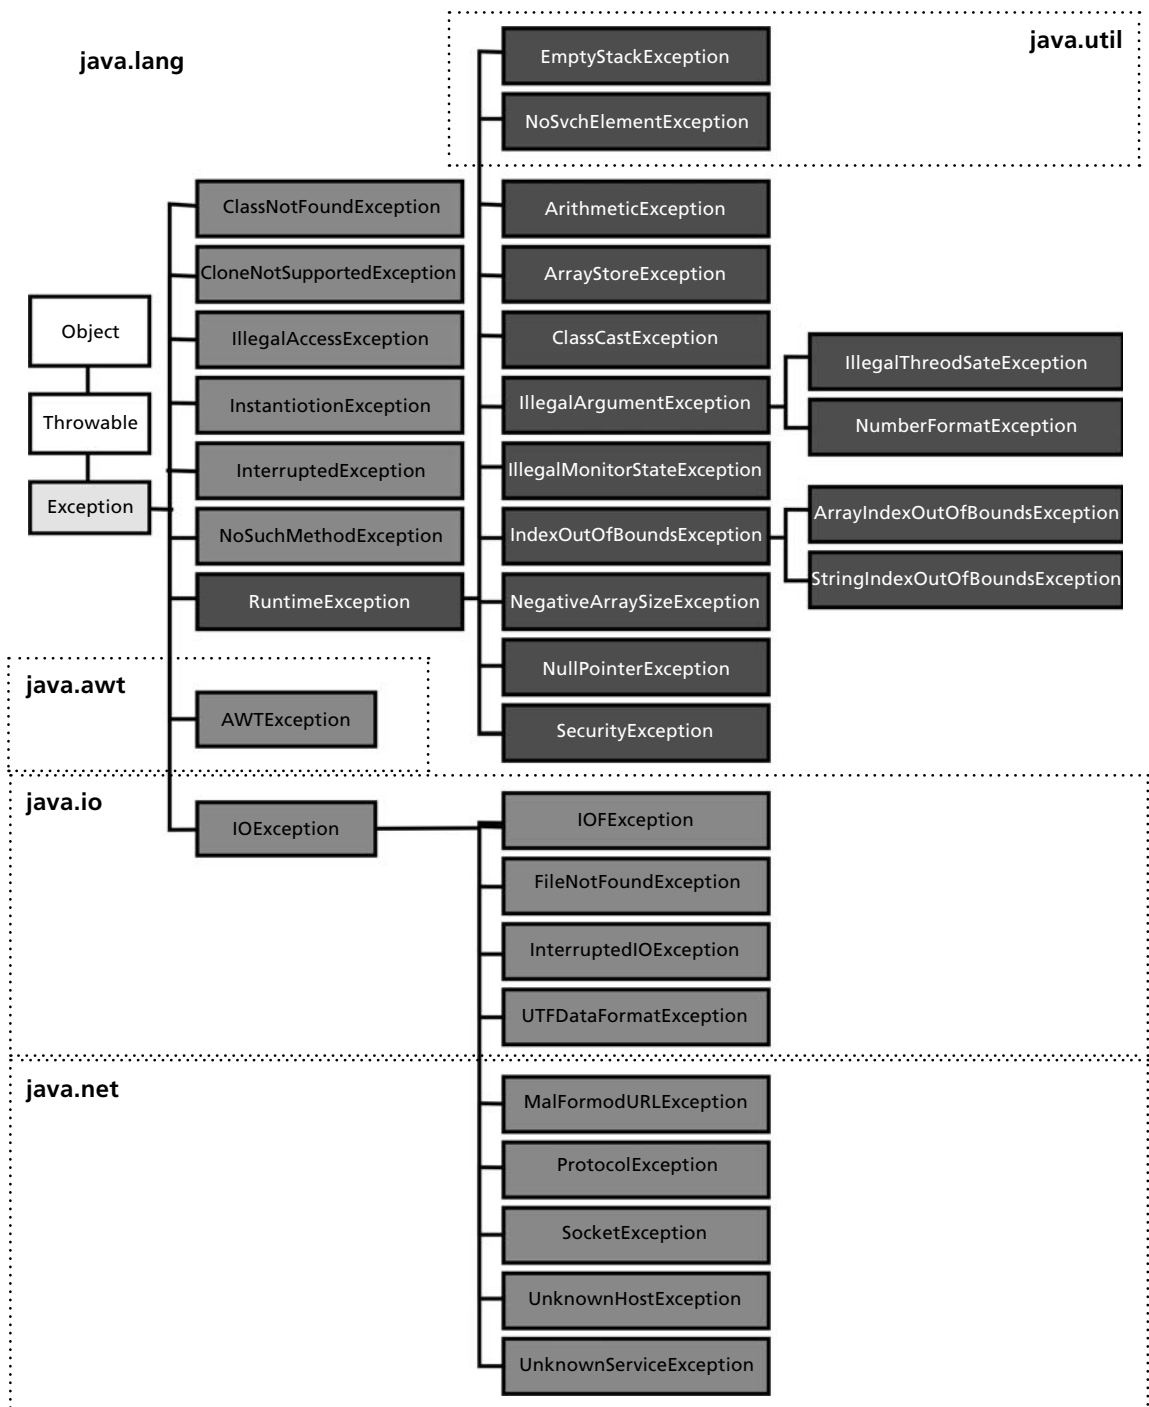 java.lang
java.util
EmptyStackException
NoSvchElementException
ClassNotFoundException
CloneNotSupportedException
IllegalAccessException
InstantiotionException
InterruptedException
NoSuchMethodException
RuntimeException
Object
Throwable
Exception
ArithmeticException
ArrayStoreException
ClassCastException
IllegalArgumentException
IllegalMonitorStateException
IndexOutOfBoundsException
NegativeArraySizeException
NullPointerException
SecurityException
IllegalThreodSateException
NumberFormatException
ArrayIndexOutOfBoundsException
StringIndexOutOfBoundsException
java.awt
AWTException
java.io
IOException
IOFException
FileNotFoundException
InterruptedIOException
UTFDataFormatException
java.net
MalFormodURLException
ProtocolException
SocketException
UnknownHostException
UnknownServiceException